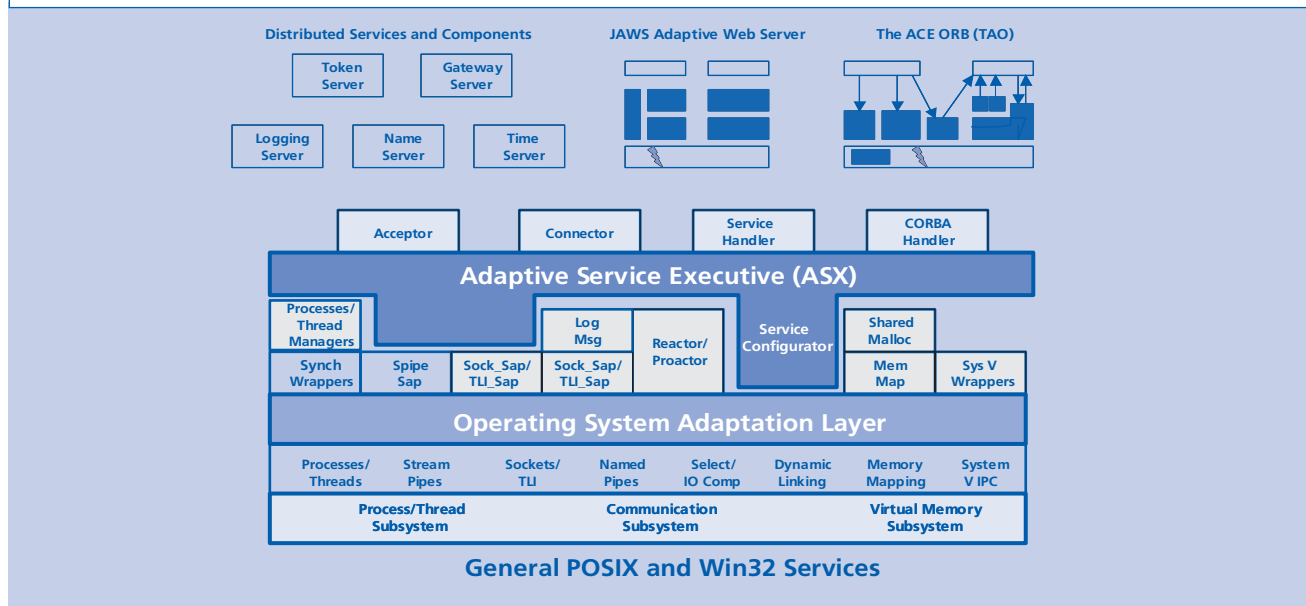 Distributed Services and Components
JAWS Adaptive Web Server
The ACE ORB (TAO)
Token
Server
Gateway
Server
Logging
Server
Name
Server
Time
Server
Acceptor
Connector
Service
Handler
CORBA
Handler
Adaptive Service Executive (ASX)
Processes/
Thread
Managers
Log
Msg
Reactor/
Proactor
Service
Configurator
Shared
Malloc
Synch
Wrappers
Spipe
Sap
Sock_Sap/
TLI_Sap
Sock_Sap/
TLI_Sap
Mem
Map
Sys V
Wrappers
Operating System Adaptation Layer
Processes/
Threads
Stream
Pipes
Sockets/
TLI
Named
Pipes
Select/
IO Comp
Dynamic
Linking
Memory
Mapping
System
V IPC
Process/Thread
Subsystem
Communication
Subsystem
Virtual Memory
Subsystem
General POSIX and Win32 Services